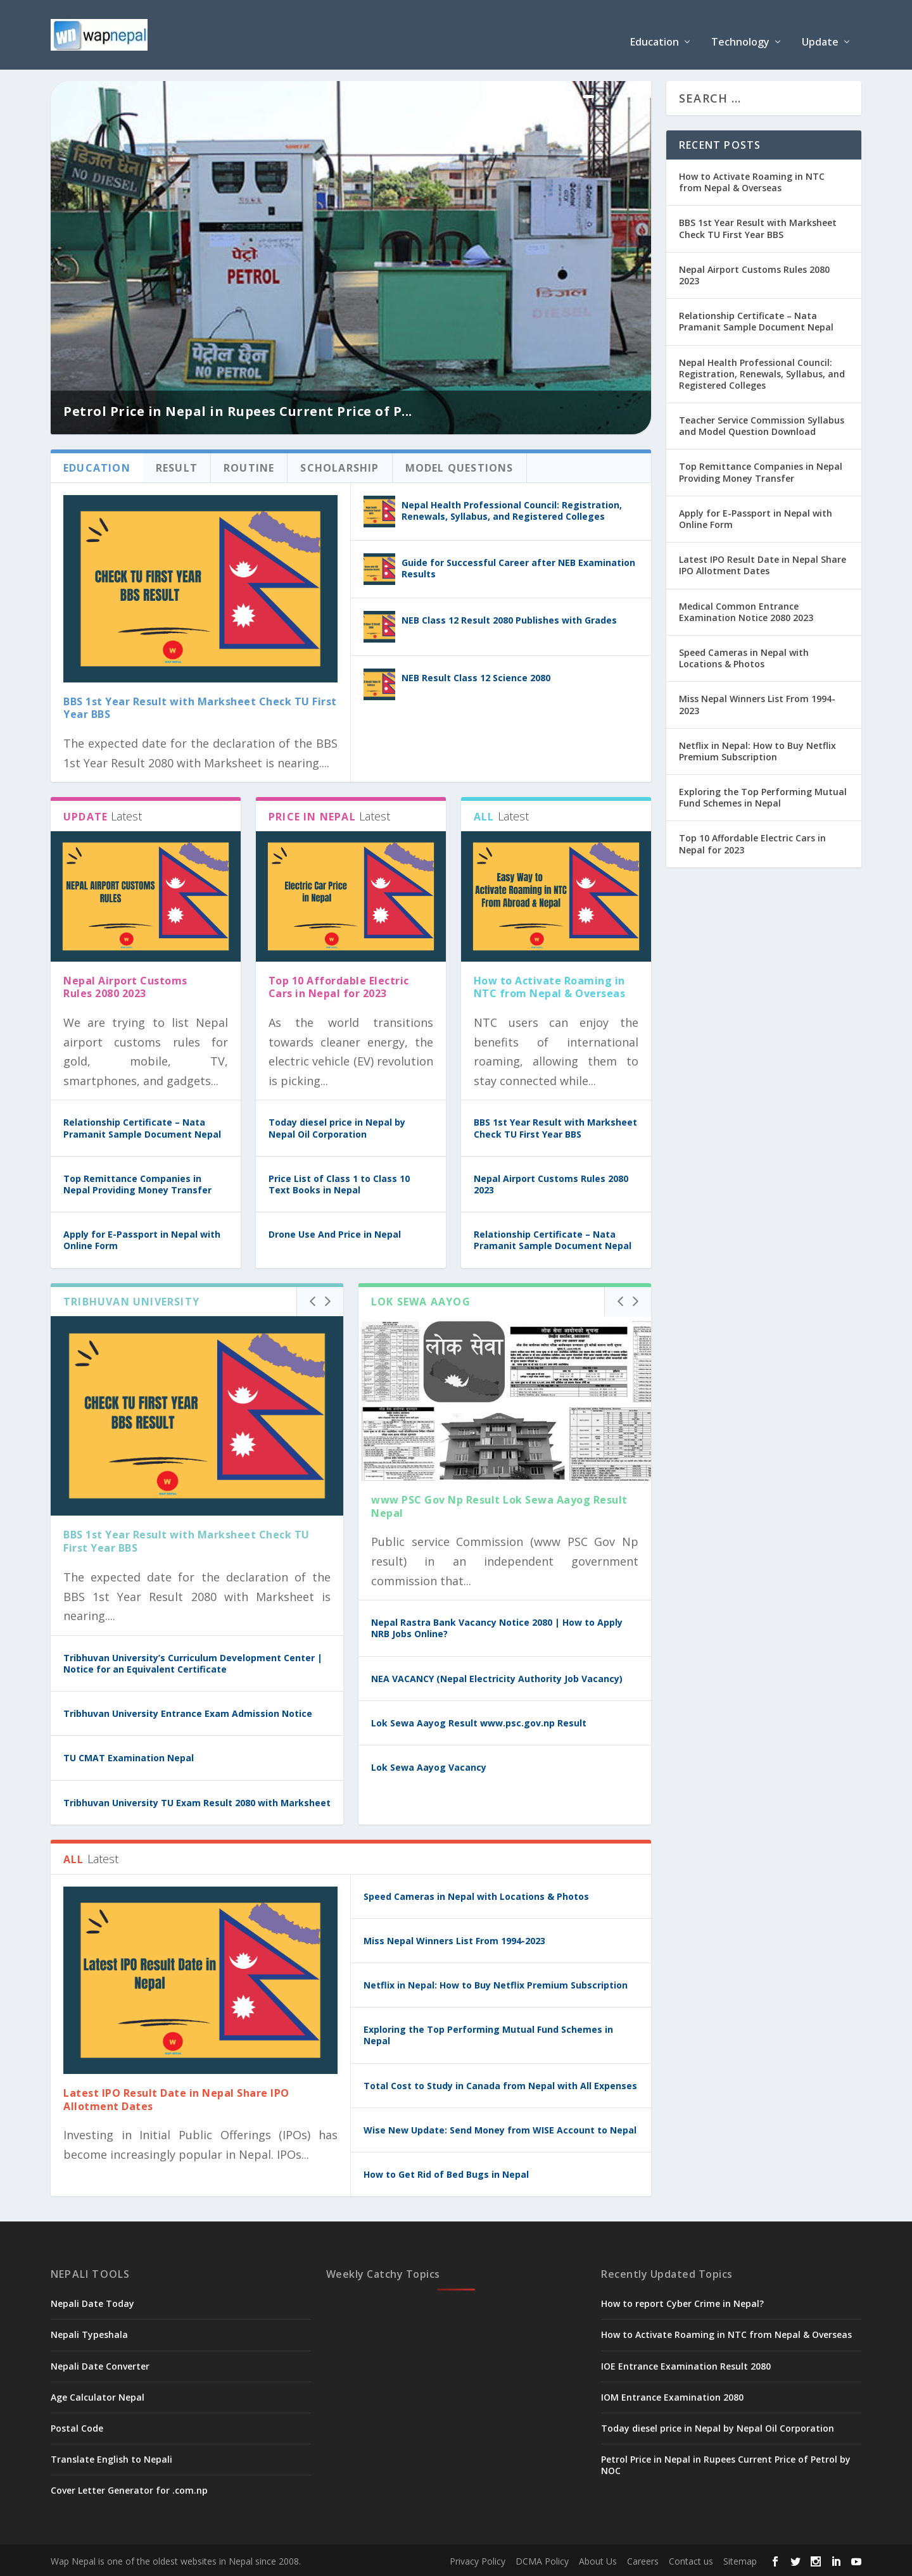 wn wapnepal
Education
Technology
Update
डिजल छैन
NO DIESEL
पेट्रो
PETROL
पेट्रोल छैन
NO PETROL
डिजल
Petrol Price in Nepal in Rupees Current Price of P...
EDUCATION
RESULT
ROUTINE
SCHOLARSHIP
MODEL QUESTIONS
CHECK TU FIRST YEAR
BBS RESULT
BBS 1st Year Result with Marksheet Check TU First
Year BBS
The expected date for the declaration of the BBS
1st Year Result 2080 with Marksheet is nearing....
Nepal Health Professional Council: Registration,
Renewals, Syllabus, and Registered Colleges
Guide for Successful Career after NEB Examination
Results
NEB Class 12 Result 2080 Publishes with Grades
NEB Result Class 12 Science 2080
UPDATE Latest
NEPAL AIRPORT CUSTOMS
RULES
Nepal Airport Customs
Rules 2080 2023
We are trying to list Nepal
airport customs rules for
gold, mobile, TV,
smartphones, and gadgets...
Relationship Certificate – Nata
Pramanit Sample Document Nepal
Top Remittance Companies in
Nepal Providing Money Transfer
Apply for E-Passport in Nepal with
Online Form
PRICE IN NEPAL Latest
Electric Car Price
in Nepal
Top 10 Affordable Electric
Cars in Nepal for 2023
As the world transitions
towards cleaner energy, the
electric vehicle (EV) revolution
is picking...
Today diesel price in Nepal by
Nepal Oil Corporation
Price List of Class 1 to Class 10
Text Books in Nepal
Drone Use And Price in Nepal
ALL Latest
Easy Way to
Activate Roaming in NTC
From Abroad & Nepal
How to Activate Roaming in
NTC from Nepal & Overseas
NTC users can enjoy the
benefits of international
roaming, allowing them to
stay connected while...
BBS 1st Year Result with Marksheet
Check TU First Year BBS
Nepal Airport Customs Rules 2080
2023
Relationship Certificate – Nata
Pramanit Sample Document Nepal
TRIBHUVAN UNIVERSITY
CHECK TU FIRST YEAR
BBS RESULT
BBS 1st Year Result with Marksheet Check TU
First Year BBS
The expected date for the declaration of the
BBS 1st Year Result 2080 with Marksheet is
nearing....
Tribhuvan University’s Curriculum Development Center |
Notice for an Equivalent Certificate
Tribhuvan University Entrance Exam Admission Notice
TU CMAT Examination Nepal
Tribhuvan University TU Exam Result 2080 with Marksheet
LOK SEWA AAYOG
लोक सेवा
www PSC Gov Np Result Lok Sewa Aayog Result
Nepal
Public service Commission (www PSC Gov Np
result) in an independent government
commission that...
Nepal Rastra Bank Vacancy Notice 2080 | How to Apply
NRB Jobs Online?
NEA VACANCY (Nepal Electricity Authority Job Vacancy)
Lok Sewa Aayog Result www.psc.gov.np Result
Lok Sewa Aayog Vacancy
ALL Latest
Latest IPO Result Date in
Nepal
Latest IPO Result Date in Nepal Share IPO
Allotment Dates
Investing in Initial Public Offerings (IPOs) has
become increasingly popular in Nepal. IPOs...
Speed Cameras in Nepal with Locations & Photos
Miss Nepal Winners List From 1994-2023
Netflix in Nepal: How to Buy Netflix Premium Subscription
Exploring the Top Performing Mutual Fund Schemes in
Nepal
Total Cost to Study in Canada from Nepal with All Expenses
Wise New Update: Send Money from WISE Account to Nepal
How to Get Rid of Bed Bugs in Nepal
SEARCH ...
RECENT POSTS
How to Activate Roaming in NTC
from Nepal & Overseas
BBS 1st Year Result with Marksheet
Check TU First Year BBS
Nepal Airport Customs Rules 2080
2023
Relationship Certificate – Nata
Pramanit Sample Document Nepal
Nepal Health Professional Council:
Registration, Renewals, Syllabus, and
Registered Colleges
Teacher Service Commission Syllabus
and Model Question Download
Top Remittance Companies in Nepal
Providing Money Transfer
Apply for E-Passport in Nepal with
Online Form
Latest IPO Result Date in Nepal Share
IPO Allotment Dates
Medical Common Entrance
Examination Notice 2080 2023
Speed Cameras in Nepal with
Locations & Photos
Miss Nepal Winners List From 1994-
2023
Netflix in Nepal: How to Buy Netflix
Premium Subscription
Exploring the Top Performing Mutual
Fund Schemes in Nepal
Top 10 Affordable Electric Cars in
Nepal for 2023
NEPALI TOOLS
Nepali Date Today
Nepali Typeshala
Nepali Date Converter
Age Calculator Nepal
Postal Code
Translate English to Nepali
Cover Letter Generator for .com.np
Weekly Catchy Topics
Recently Updated Topics
How to report Cyber Crime in Nepal?
How to Activate Roaming in NTC from Nepal & Overseas
IOE Entrance Examination Result 2080
IOM Entrance Examination 2080
Today diesel price in Nepal by Nepal Oil Corporation
Petrol Price in Nepal in Rupees Current Price of Petrol by
NOC
Wap Nepal is one of the oldest websites in Nepal since 2008.
Privacy Policy
DCMA Policy
About Us
Careers
Contact us
Sitemap